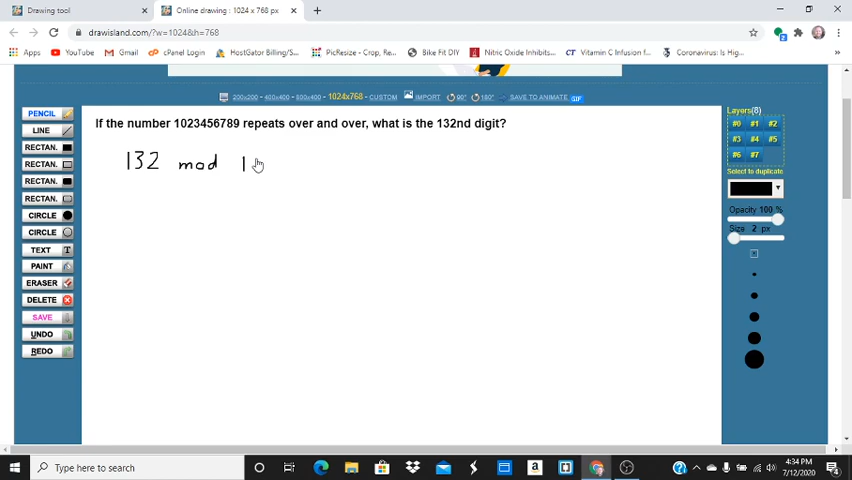 Drawing tool
Online drawing : 1024 x 768 px
drawisland.com/?w=1024&h=768
Apps
YouTube
Gmail
cPanel Login
HostGator Billing/S...
PicResize - Crop, Re...
Bike Fit DIY
Nitric Oxide Inhibits...
CT Vitamin C Infusion f...
Coronavirus: Is Hig...
200x200 - 400x400 - 800x400 - 1024x768 - CUSTOM
IMPORT
90°
180°
SAVE TO ANIMATE GIF
PENCIL
LINE
RECTAN.
RECTAN.
RECTAN.
RECTAN.
CIRCLE
CIRCLE
TEXT T
PAINT
ERASER
DELETE
SAVE
UNDO
REDO
If the number 1023456789 repeats over and over, what is the 132nd digit?
132 mod 1
Layers(8)
#0 #1 #2
#3 #4 #5
#6 #7
Select to duplicate
Opacity 100 %
Size 2 px
Type here to search
4:34 PM
7/12/2020